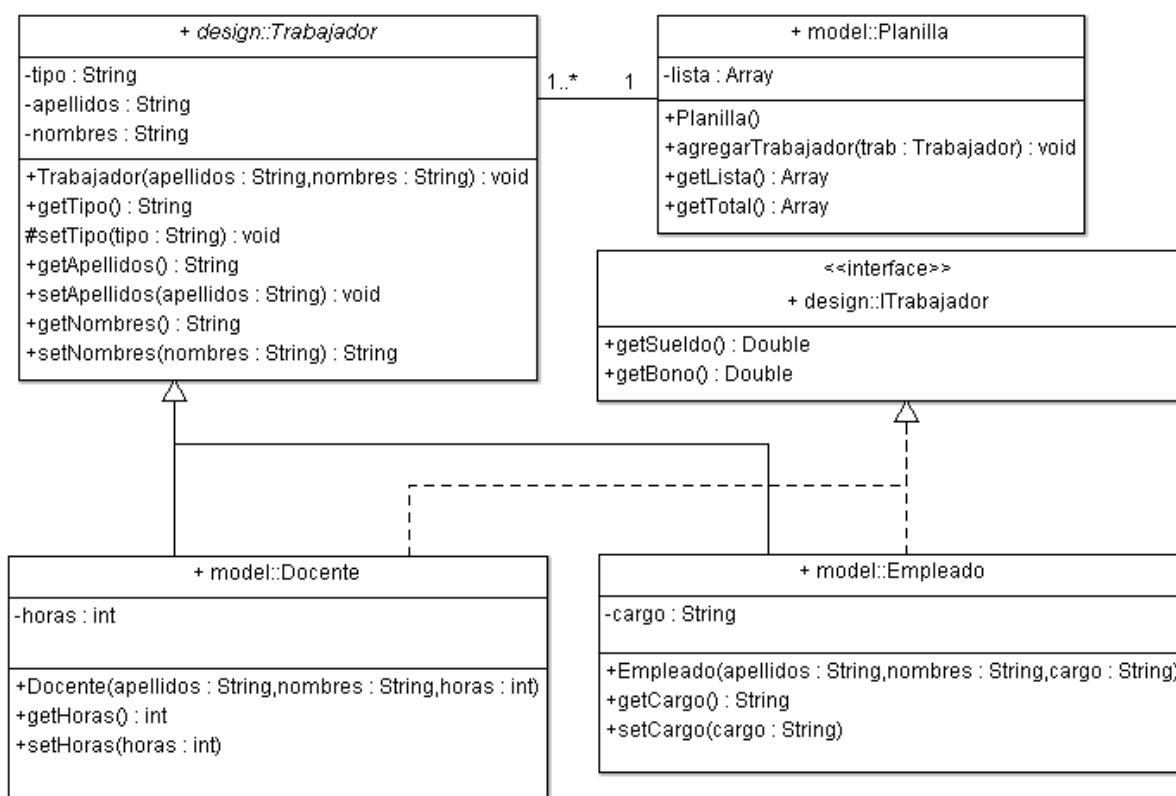 + design::Trabajador
-tipo : String
-apellidos : String
-nombres : String
+Trabajador(apellidos : String,nombres : String) : void
+getTipo() : String
#setTipo(tipo : String) : void
+getApellidos() : String
+setApellidos(apellidos : String) : void
+getNombres() : String
+setNombres(nombres : String) : String
1..* 1
+ model::Planilla
-lista : Array
+Planilla()
+agregarTrabajador(trab : Trabajador) : void
+getLista() : Array
+getTotal() : Array
<<interface>>
+ design::ITrabajador
+getSueldo() : Double
+getBono() : Double
+ model::Docente
-horas : int
+Docente(apellidos : String,nombres : String,horas : int)
+getHoras() : int
+setHoras(horas : int)
+ model::Empleado
-cargo : String
+Empleado(apellidos : String,nombres : String,cargo : String)
+getCargo() : String
+setCargo(cargo : String)